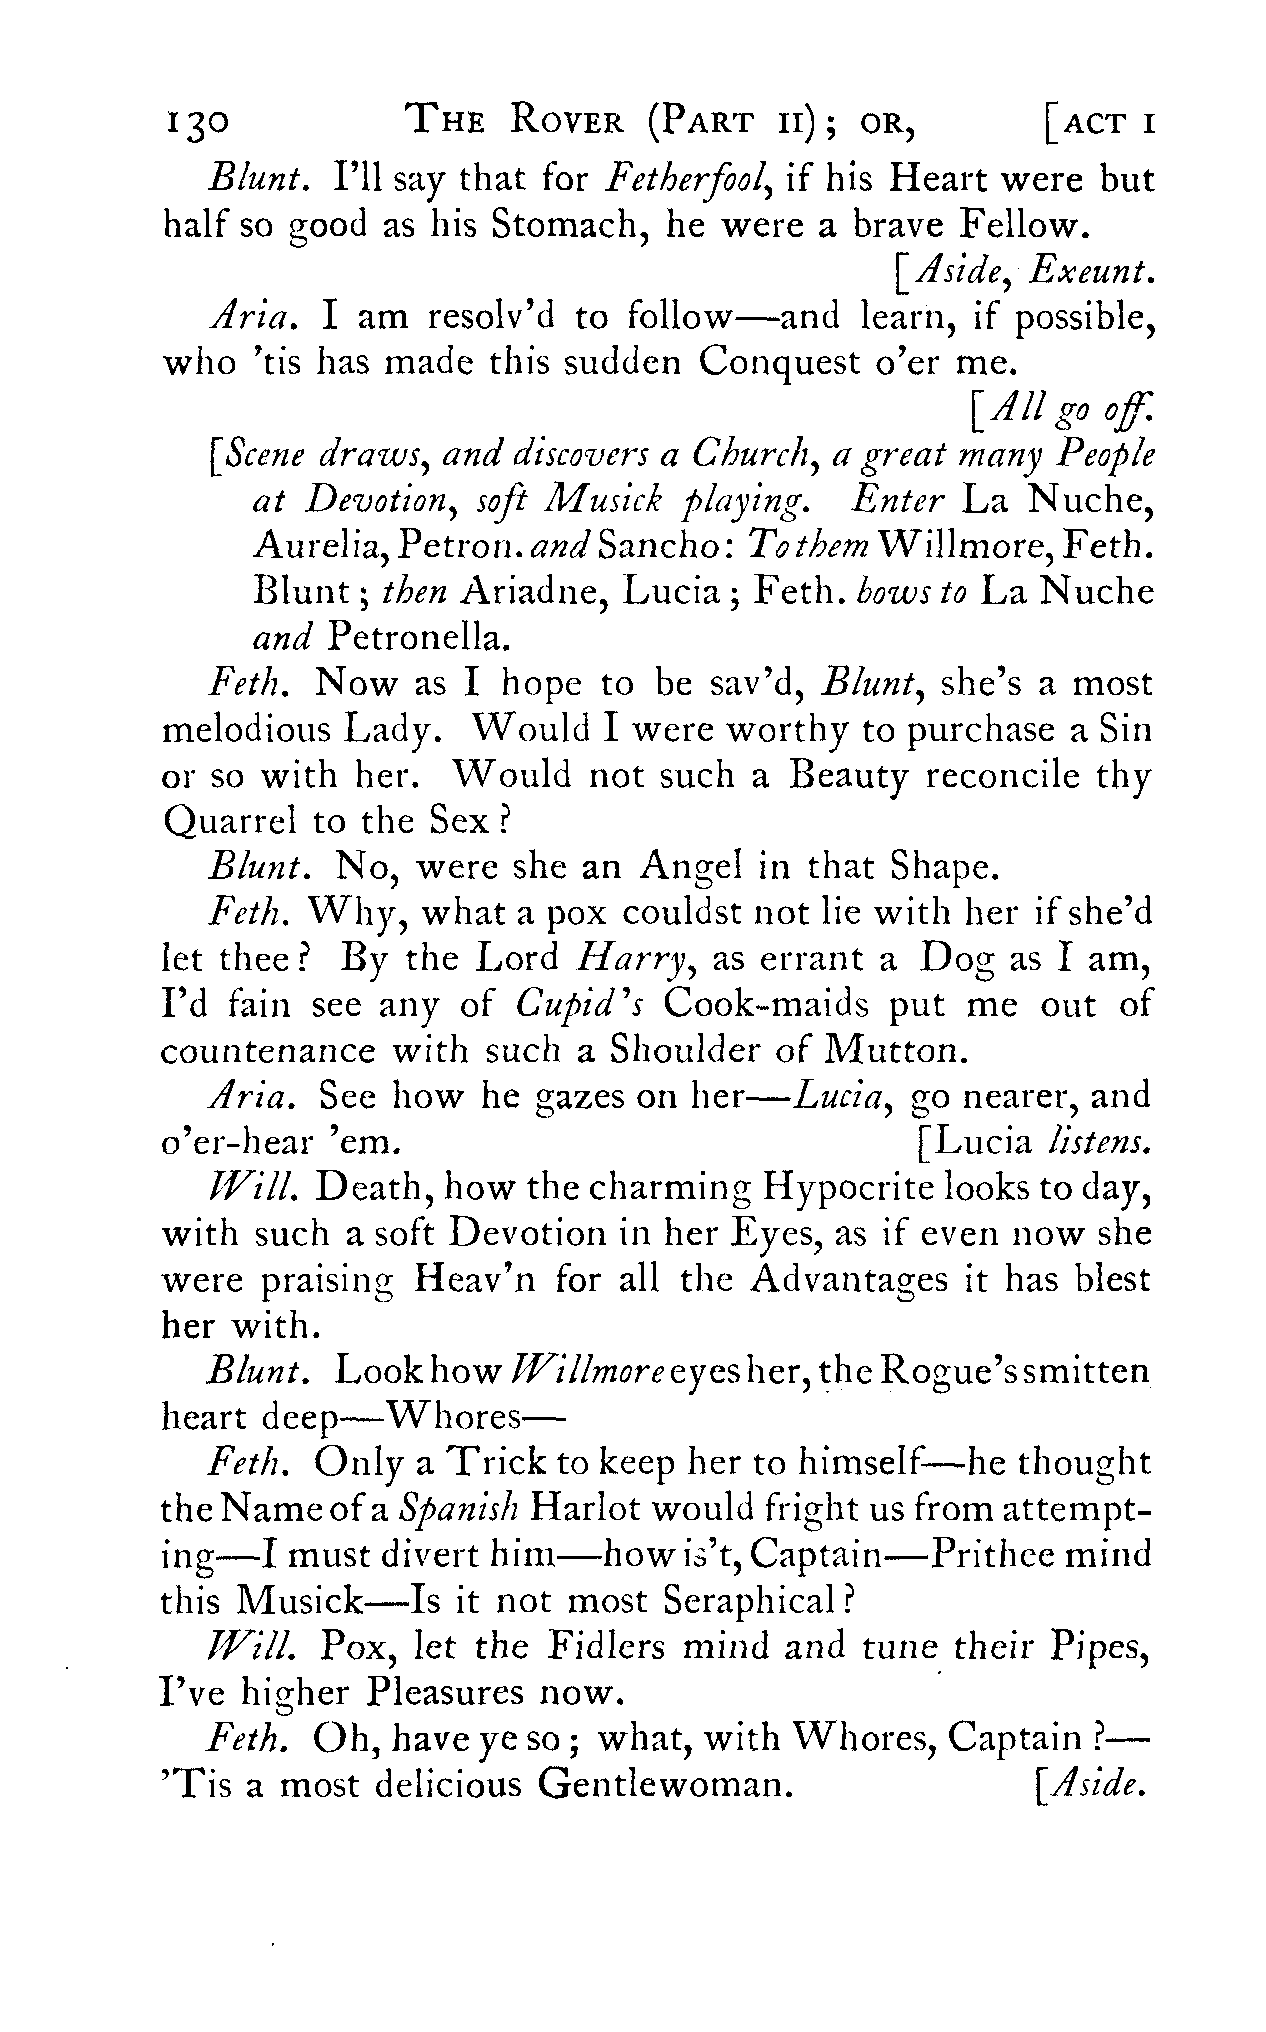 130 THE ROVER (PART II); OR, [ACT I
Blunt. I'll say that for Fetherfool, if his Heart were but
half so good as his Stomach, he were a brave Fellow.
[Aside, Exeunt.
Aria. I am resolv'd to follow—and learn, if possible,
who 'tis has made this sudden Conquest o'er me.
[All go off.
[Scene draws, and discovers a Church, a great many People
at Devotion, soft Musick playing. Enter La Nuche,
Aurelia, Petron. and Sancho: To them Willmore, Feth.
Blunt; then Ariadne, Lucia; Feth. bows to La Nuche
and Petronella.
Feth. Now as I hope to be sav'd, Blunt, she's a most
melodious Lady. Would I were worthy to purchase a Sin
or so with her. Would not such a Beauty reconcile thy
Quarrel to the Sex?
Blunt. No, were she an Angel in that Shape.
Feth. Why, what a pox couldst not lie with her if she'd
let thee? By the Lord Harry, as errant a Dog as I am,
I'd fain see any of Cupid's Cook-maids put me out of
countenance with such a Shoulder of Mutton.
Aria. See how he gazes on her—Lucia, go nearer, and
o'er-hear 'em. [Lucia listens.
Will. Death, how the charming Hypocrite looks to day,
with such a soft Devotion in her Eyes, as if even now she
were praising Heav'n for all the Advantages it has blest
her with.
Blunt. Look how Willmore eyes her, the Rogue's smitten
heart deep—Whores—
Feth. Only a Trick to keep her to himself—he thought
the Name of a Spanish Harlot would fright us from attempt-
ing—I must divert him—how is't, Captain—Prithee mind
this Musick—Is it not most Seraphical?
Will. Pox, let the Fidlers mind and tune their Pipes,
I've higher Pleasures now.
Feth. Oh, have ye so; what, with Whores, Captain?—
'Tis a most delicious Gentlewoman. [Aside.